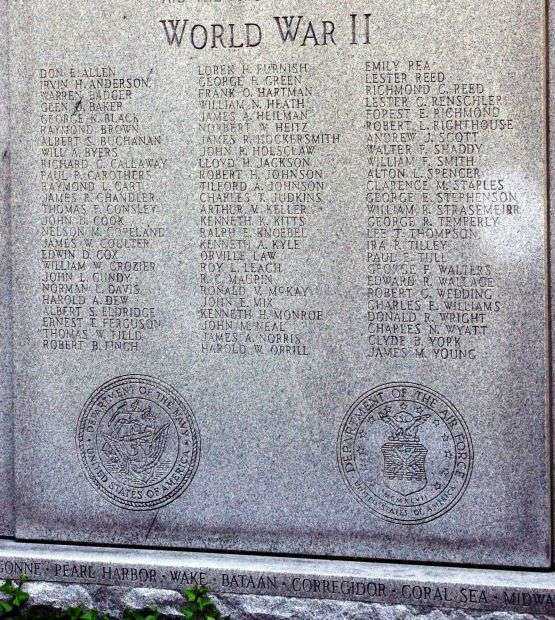 WORLD WAR II
DON E. ALLEN
IRVIN H. ANDERSON
WARREN BADGER
GLEN O. BAKER
GEORGE K. BLACK
RAYMOND BROWN
ALBERT S. BUCHANAN
WILL A. BYERS
RICHARD C. CALLAWAY
PAUL R. CAROTHERS
RAYMOND L. CART
JAMES R. CHANDLER
THOMAS F. CONSLEY
JOHN B. COOK
NELSON M. COPELAND
JAMES W. COULTER
EDWIN D. COX
WILLIAM W. CROZIER
JOHN L. CUNDY
NORMAN L. DAVIS
HAROLD A. DEW
ALBERT S. ELDRIDGE
ERNEST T. FERGUSON
THOMAS W. FIELD
ROBERT B. FINCH
LOREN H. FURNISH
GEORGE H. GREEN
FRANK O. HARTMAN
WILLIAM N. HEATH
JAMES A. HEILMAN
NORBERT W. HEITZ
JAMES R. HOCKERSMITH
JOHN R. HOLSCLAW
LLOYD H. JACKSON
ROBERT H. JOHNSON
TILFORD A. JOHNSON
CHARLES T. JUDKINS
ARTHUR M. KELLER
KENNETH K. KITTS
RALPH E. KNOEBEL
KENNETH A. KYLE
ORVILLE LAW
ROY L. LEACH
R. C. MAUPIN
RONALD V. McKAY
JOHN E. MIX
KENNETH H. MONROE
JOHN McNEAL
JAMES A. NORRIS
HAROLD W. ORRILL
EMILY REA
LESTER REED
RICHMOND C. REED
LESTER C. RENSCHLER
FOREST E. RICHMOND
ROBERT L. RIGHTHOUSE
ANDREW J. SCOTT
WALTER F. SHADDY
WILLIAM F. SMITH
ALTON L. SPENCER
CLARENCE M. STAPLES
GEORGE E. STEPHENSON
WILLIAM R. STRASEMEIER
GEORGE R. TEMPERLY
LEE J. THOMPSON
IRA R. TILLEY
PAUL E. TULL
GEORGE F. WALTERS
EDWARD R. WALLACE
ROBERT G. WEDDING
CHARLES E. WILLIAMS
DONALD R. WRIGHT
CHARLES N. WYATT
CLYDE B. YORK
JAMES M. YOUNG
DEPARTMENT OF THE NAVY
UNITED STATES OF AMERICA
DEPARTMENT OF THE AIR FORCE
MCMXLVII
UNITED STATES OF AMERICA
GONNE · PEARL HARBOR · WAKE · BATAAN · CORREGIDOR · CORAL SEA · MIDWA